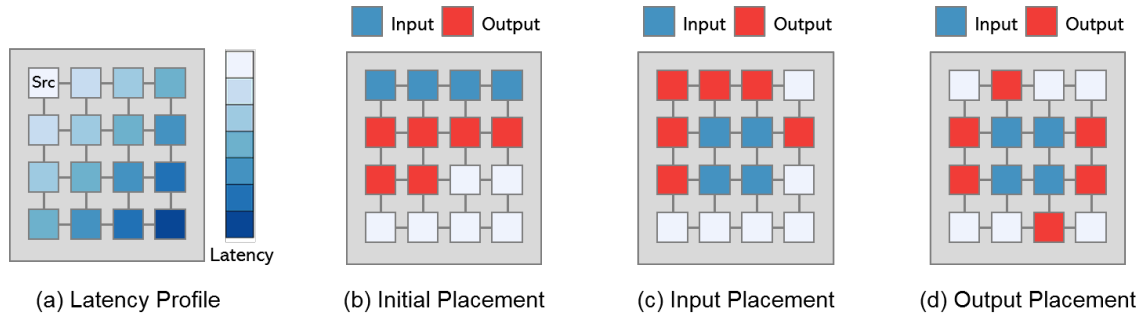 Input Output
Input Output
Input Output
Src
Latency
(a) Latency Profile
(b) Initial Placement
(c) Input Placement
(d) Output Placement